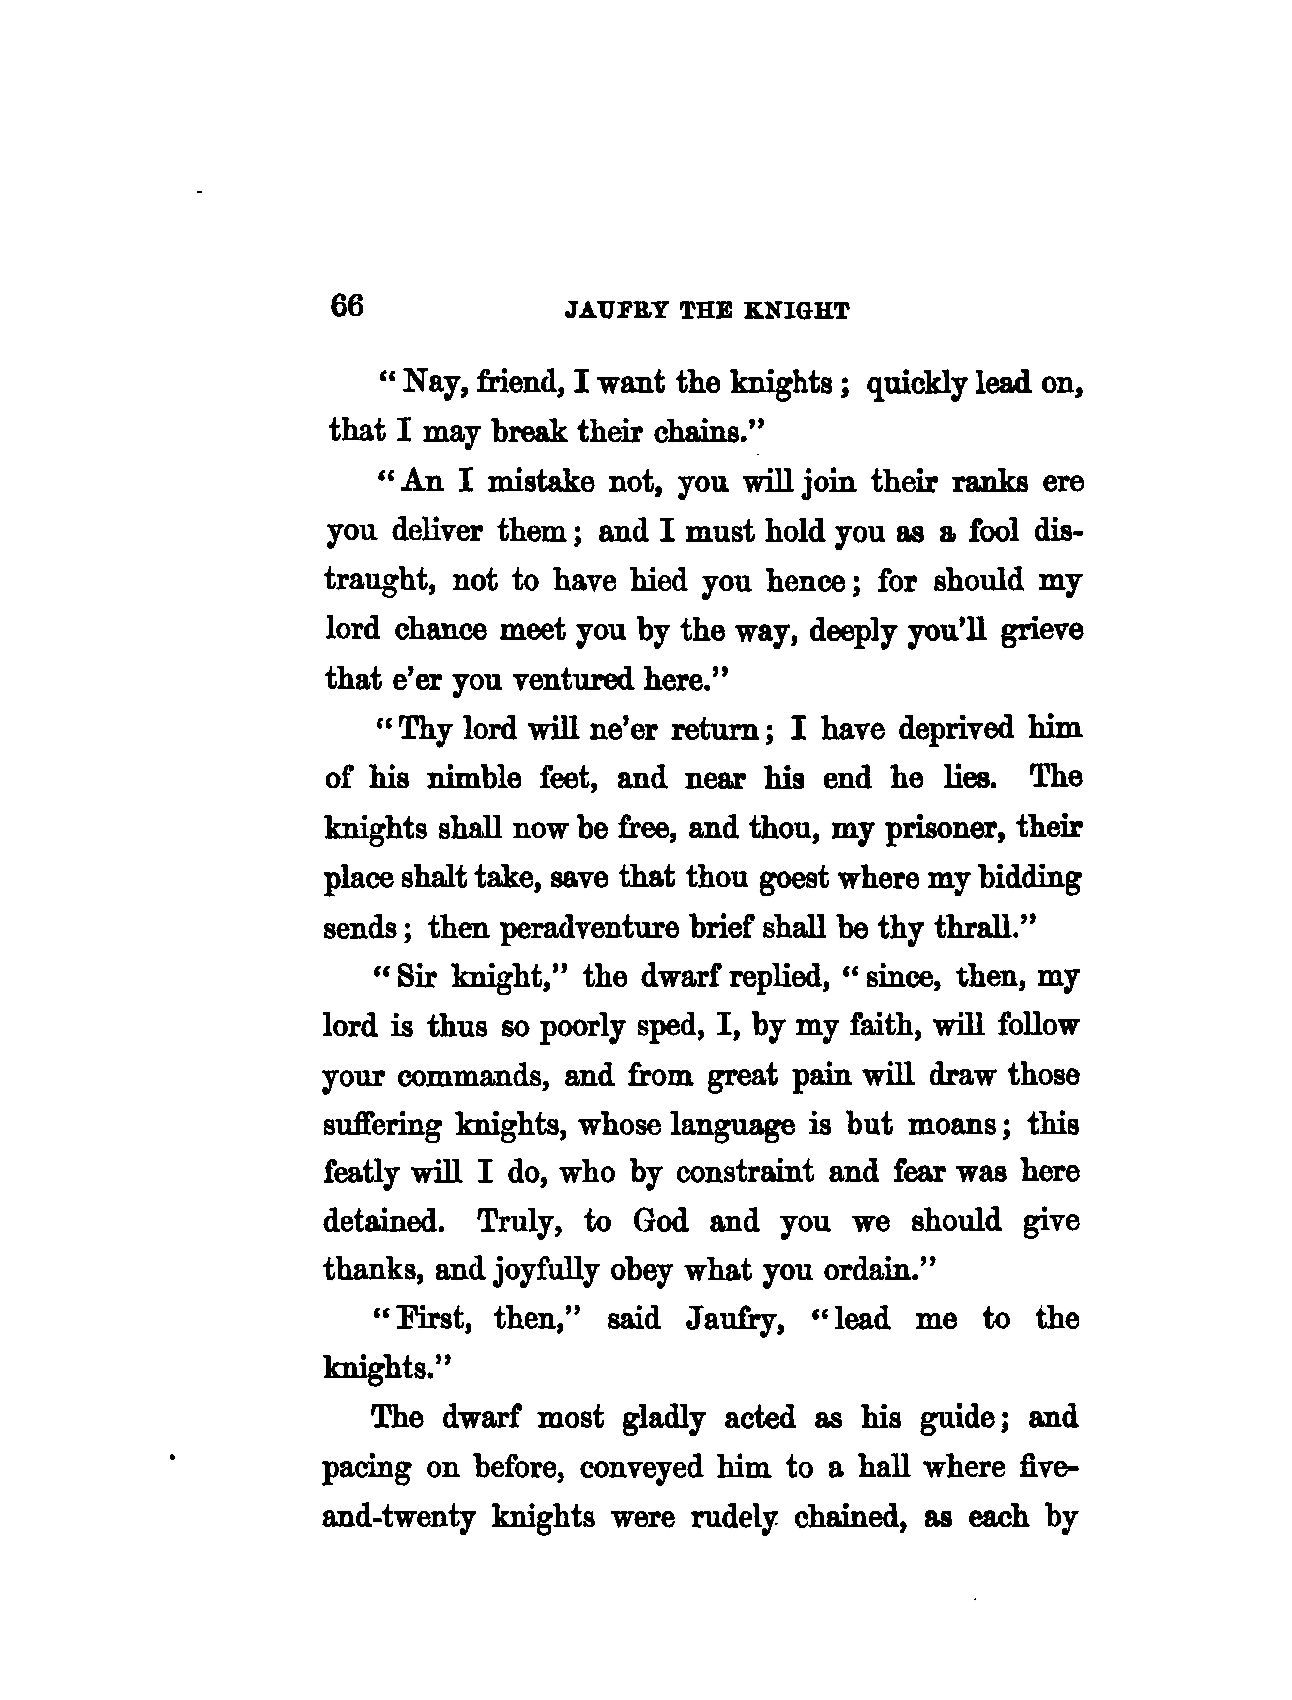 66 JAUFRY THE KNIGHT
“Nay, friend, I want the knights; quickly lead on,
that I may break their chains.”
“An I mistake not, you will join their ranks ere
you deliver them; and I must hold you as a fool dis-
traught, not to have hied you hence; for should my
lord chance meet you by the way, deeply you’ll grieve
that e’er you ventured here.”
“Thy lord will ne’er return; I have deprived him
of his nimble feet, and near his end he lies. The
knights shall now be free, and thou, my prisoner, their
place shalt take, save that thou goest where my bidding
sends; then peradventure brief shall be thy thrall.”
“Sir knight,” the dwarf replied, “since, then, my
lord is thus so poorly sped, I, by my faith, will follow
your commands, and from great pain will draw those
suffering knights, whose language is but moans; this
featly will I do, who by constraint and fear was here
detained. Truly, to God and you we should give
thanks, and joyfully obey what you ordain.”
“First, then,” said Jaufry, “lead me to the
knights.”
The dwarf most gladly acted as his guide; and
pacing on before, conveyed him to a hall where five-
and-twenty knights were rudely chained, as each by